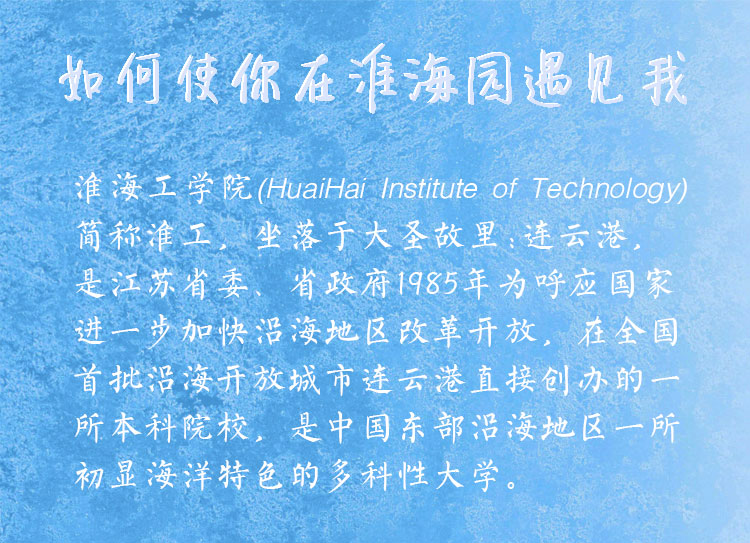 如何使你在淮海园遇见我
淮海工学院(HuaiHai Institute of Technology)
简称淮工，坐落于大圣故里：连云港，
是江苏省委、省政府1985年为呼应国家
进一步加快沿海地区改革开放，在全国
首批沿海开放城市连云港直接创办的一
所本科院校，是中国东部沿海地区一所
初显海洋特色的多科性大学。